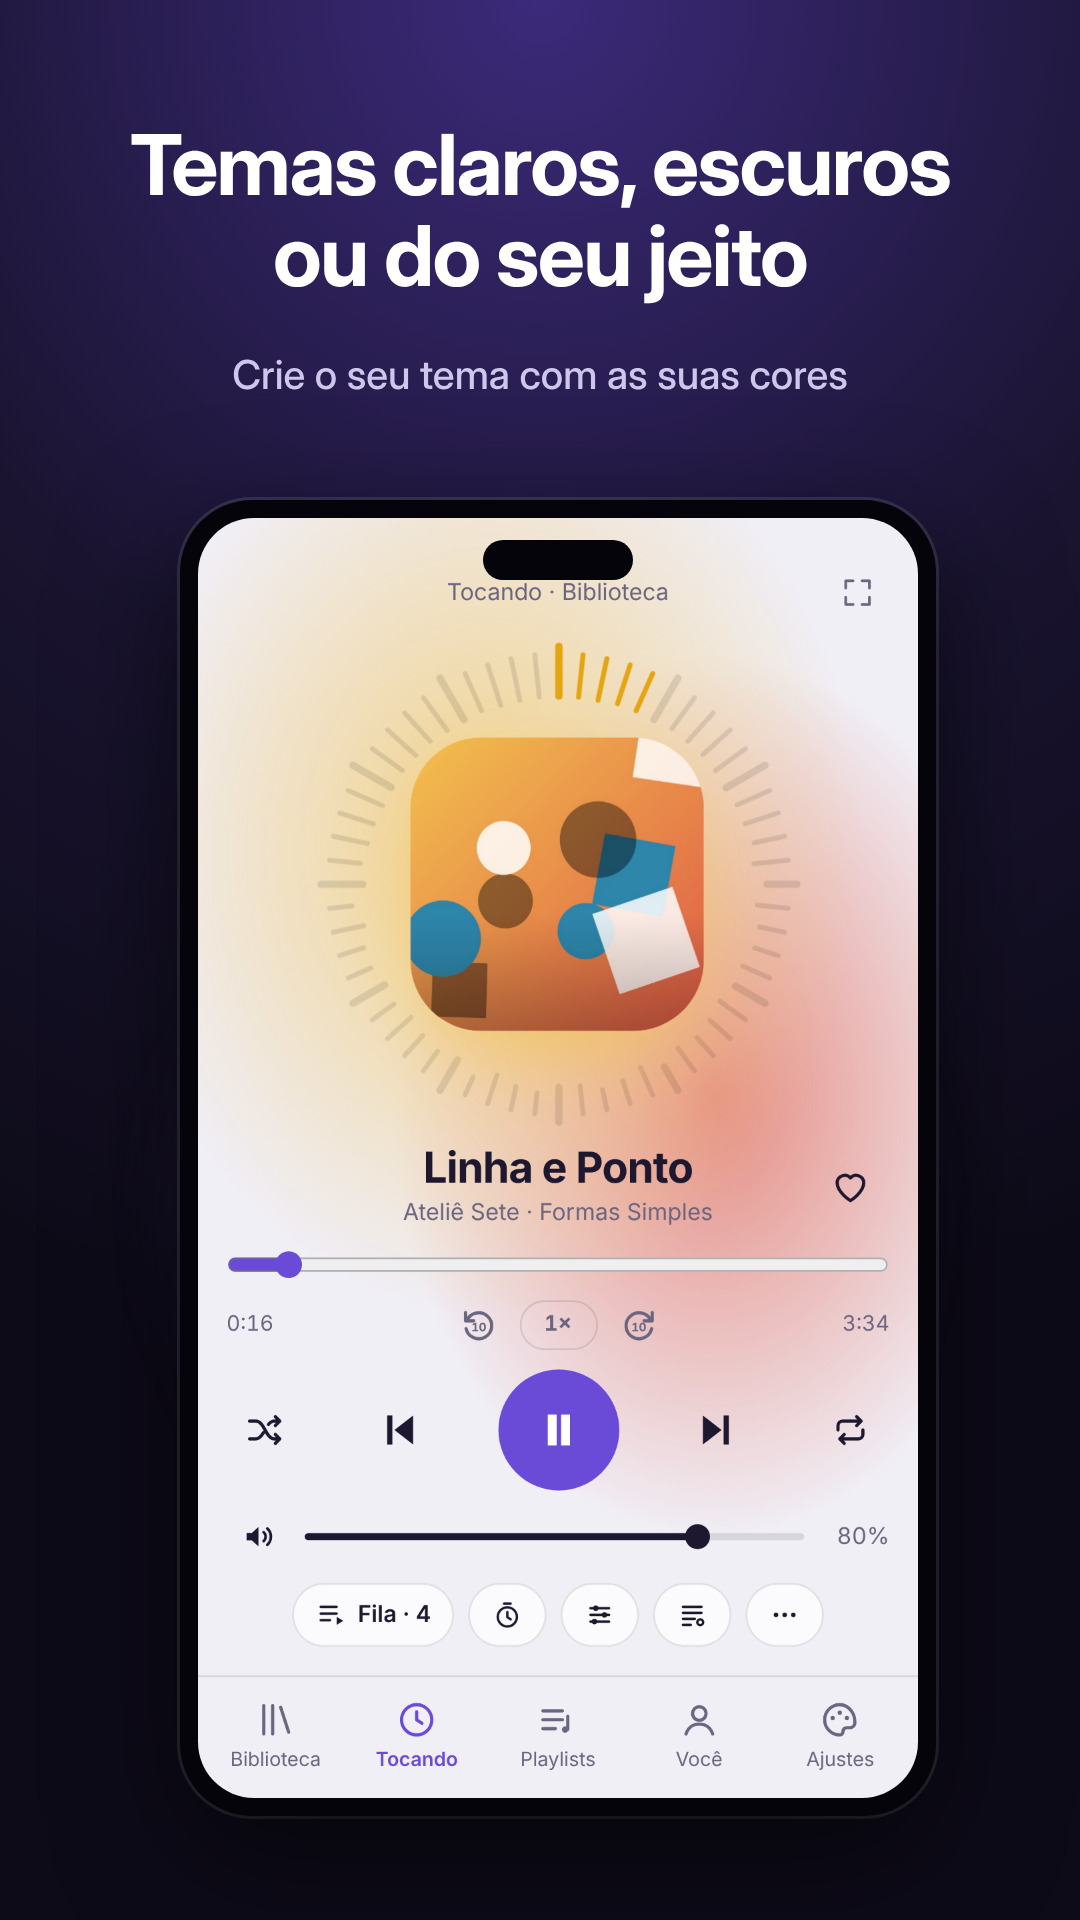 Temas claros, escuros
ou do seu jeito
Crie o seu tema com as suas cores
Tocando · Biblioteca
Linha e Ponto
Ateliê Sete · Formas Simples
0:16
10
1×
10
3:34
80%
Fila · 4
Biblioteca
Tocando
Playlists
Você
Ajustes